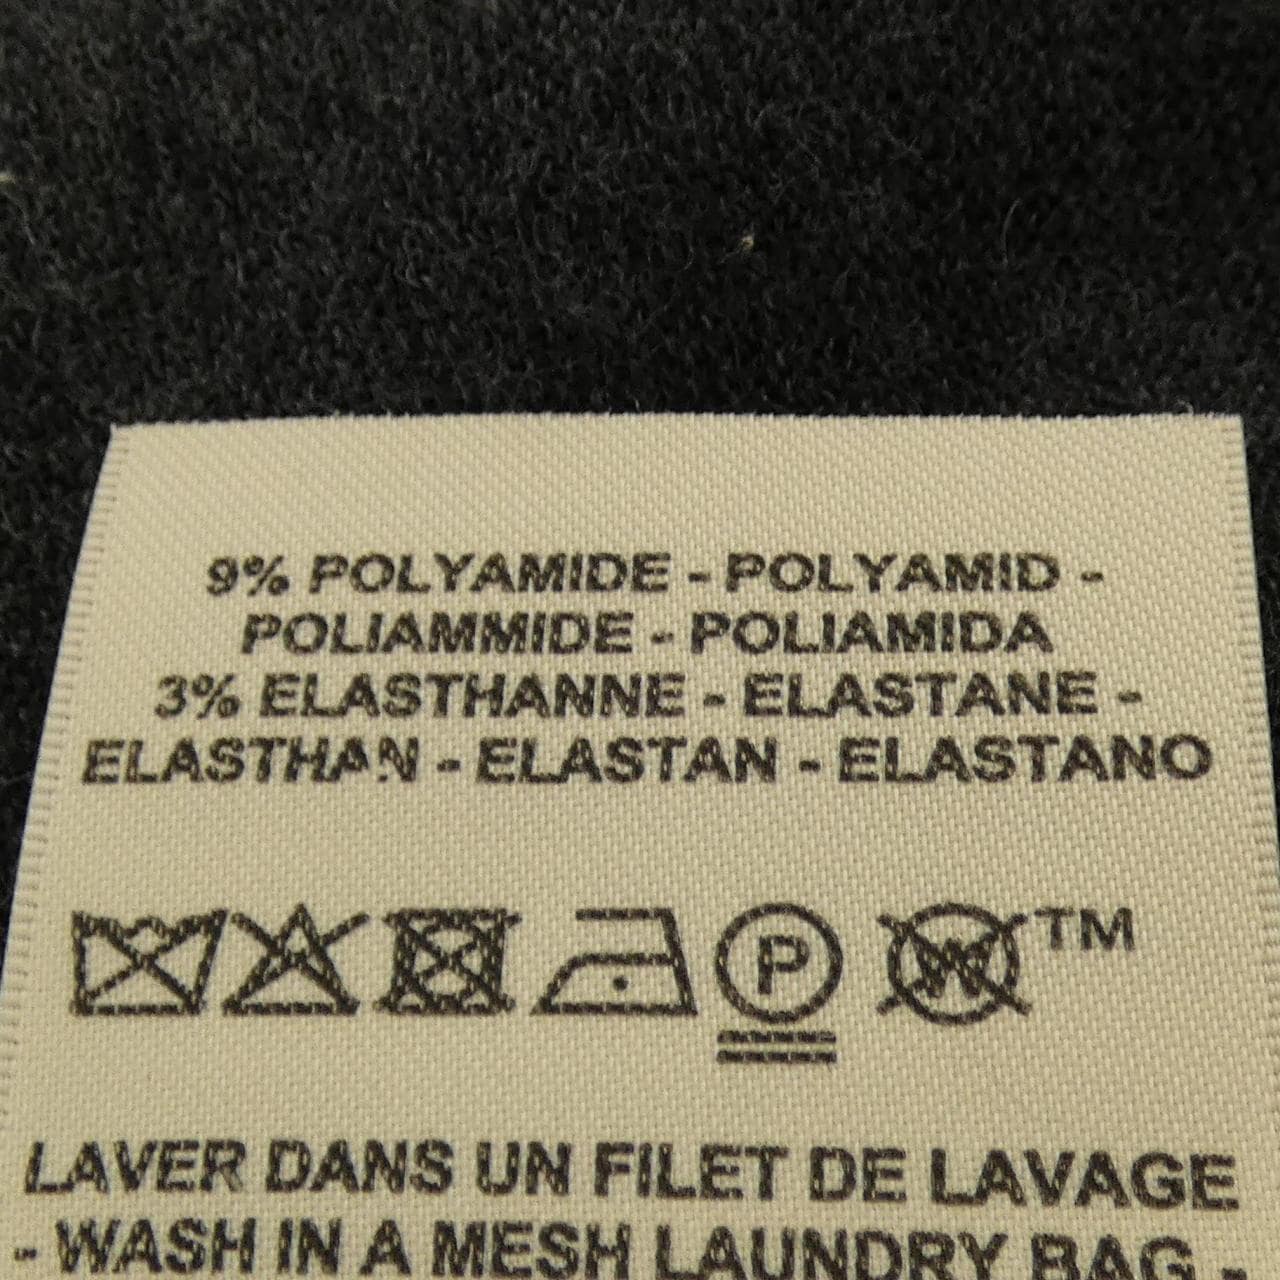 9% POLYAMIDE - POLYAMID -
POLIAMMIDE - POLIAMIDA
3% ELASTHANNE - ELASTANE -
ELASTHAN - ELASTAN - ELASTANO
P W TM
LAVER DANS UN FILET DE LAVAGE
- WASH IN A MESH LAUNDRY BAG -